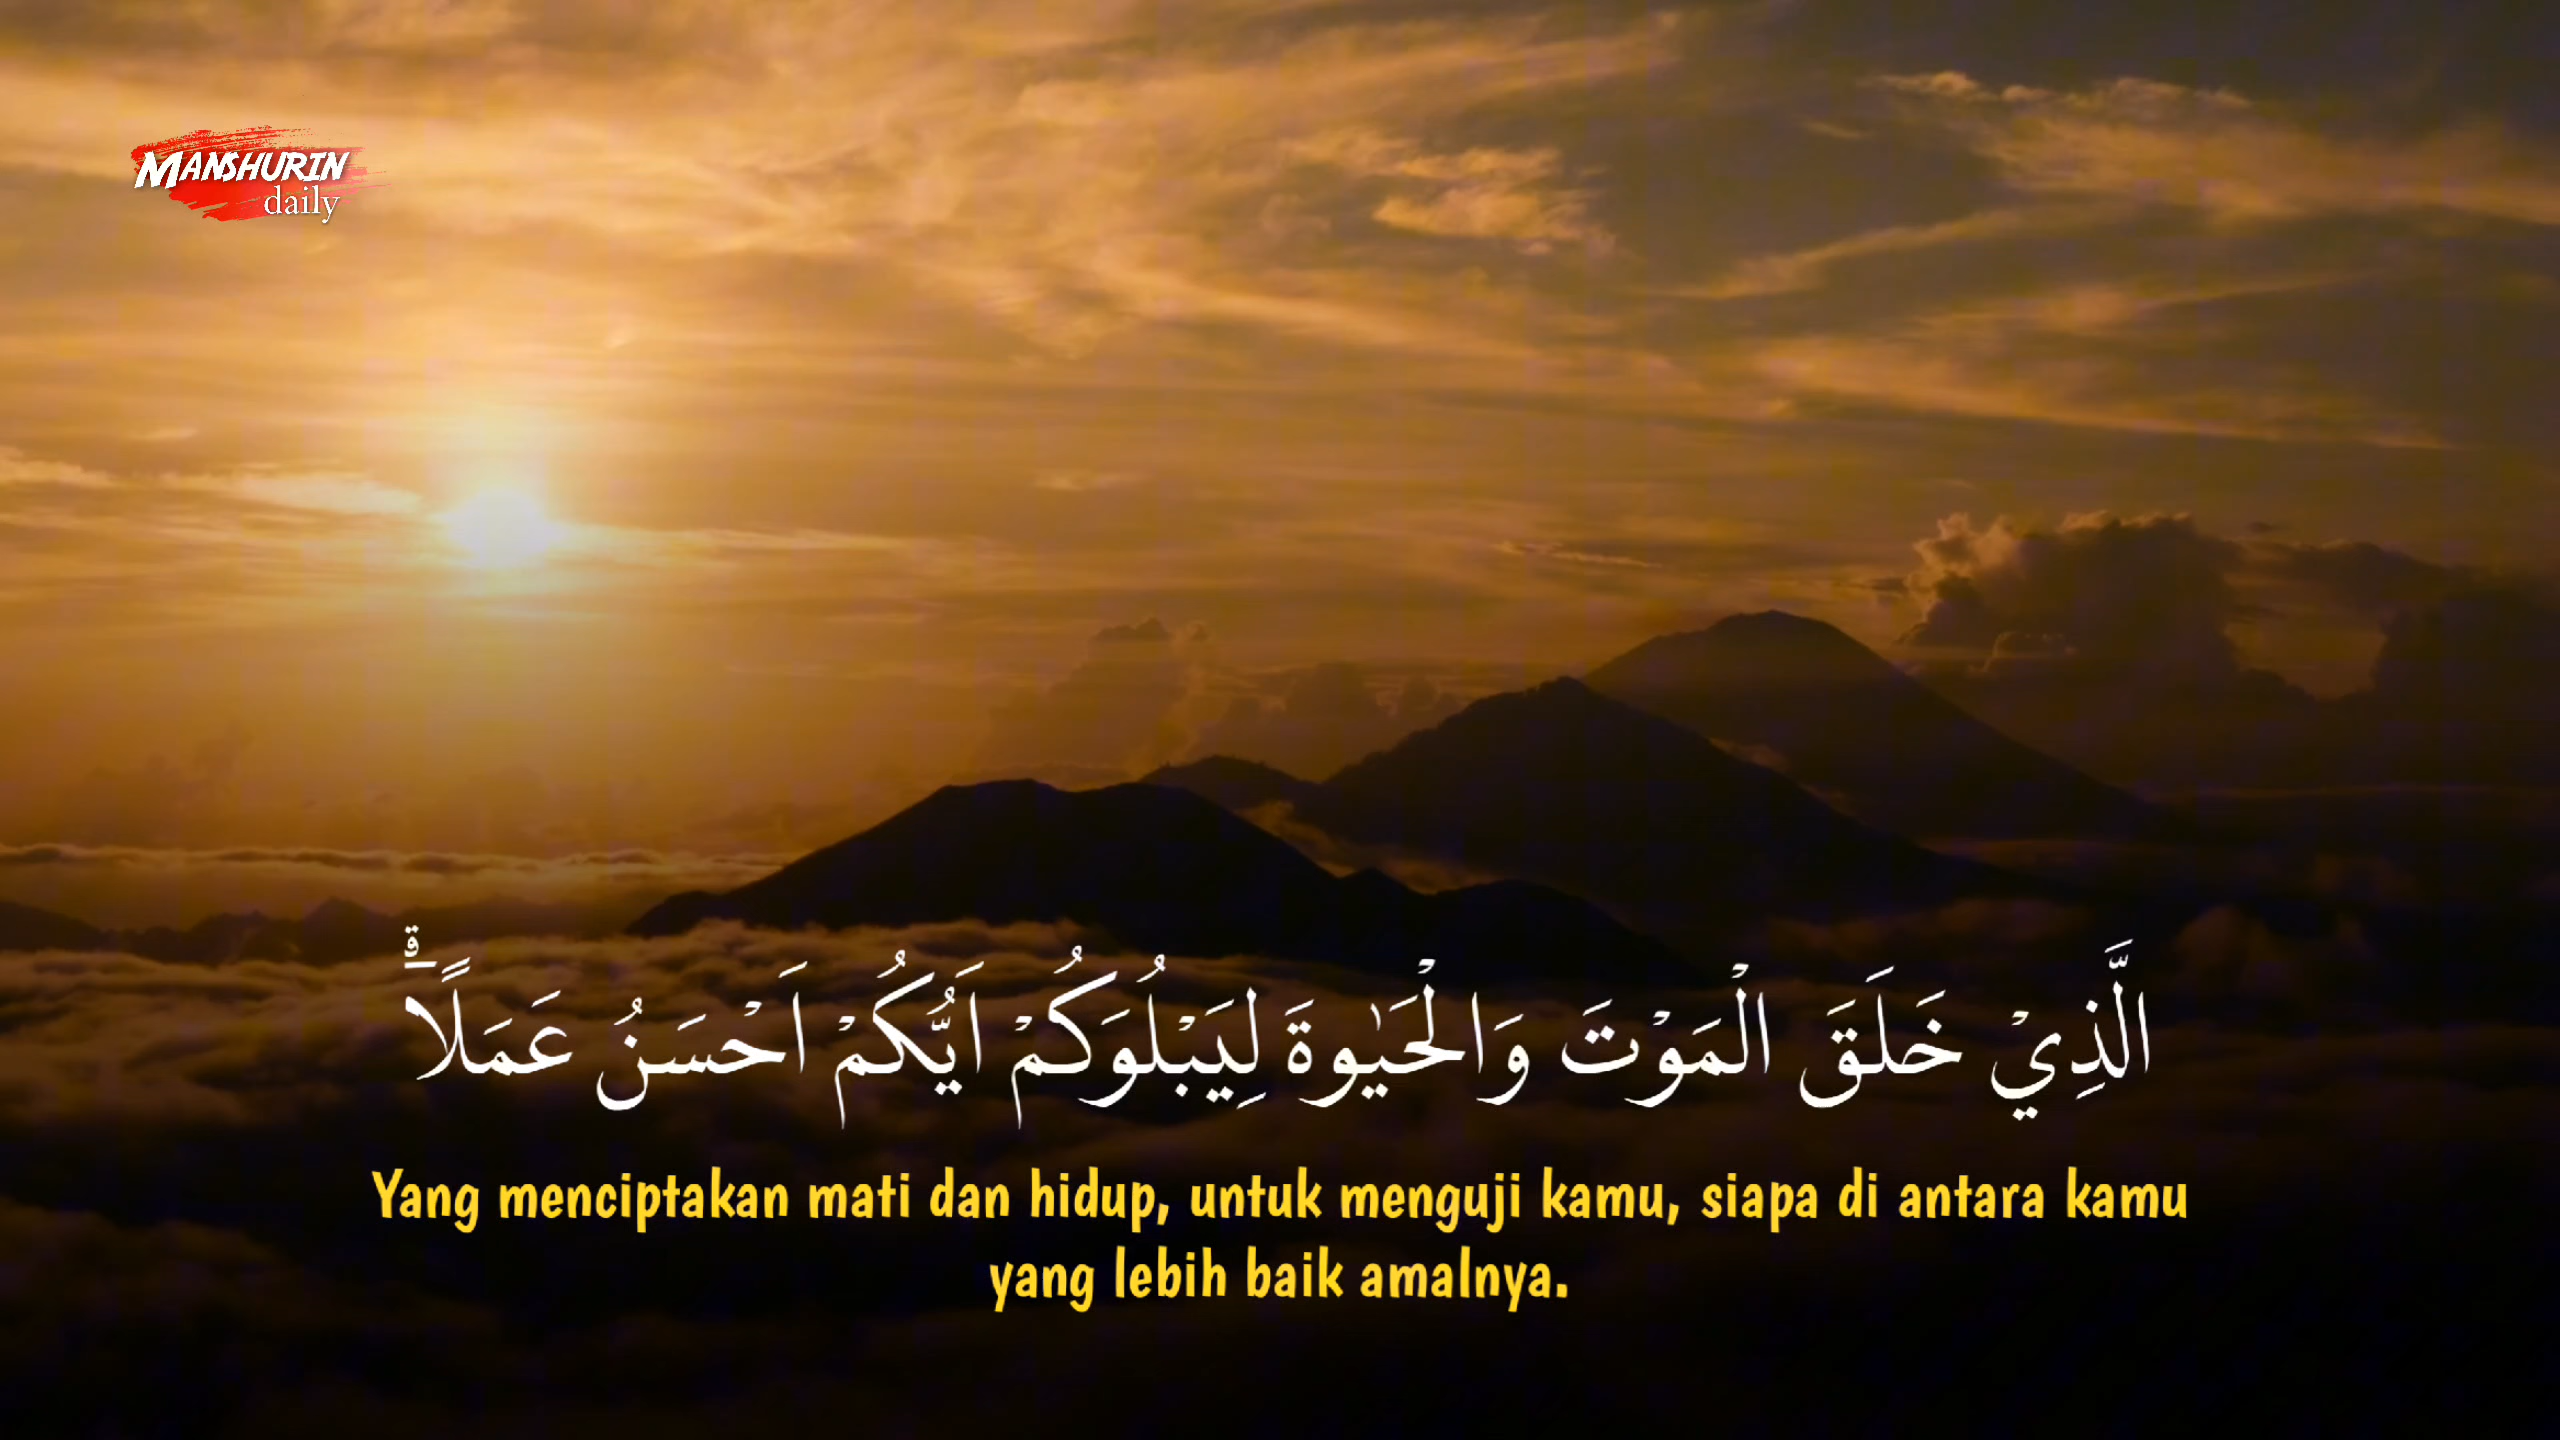 MANSHURIN
daily
الَّذِيْ خَلَقَ الْمَوْتَ وَالْحَيٰوةَ لِيَبْلُوَكُمْ اَيُّكُمْ اَحْسَنُ عَمَلًاۗ
Yang menciptakan mati dan hidup, untuk menguji kamu, siapa di antara kamu
yang lebih baik amalnya.